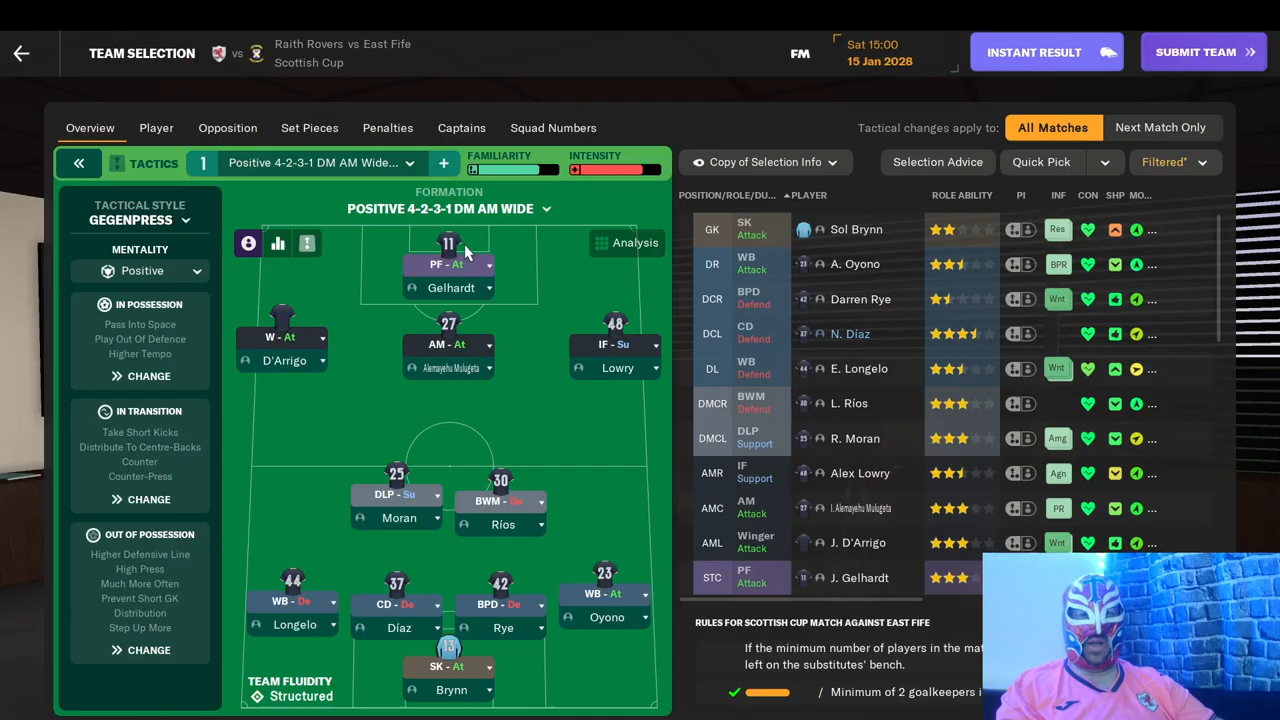 TEAM SELECTION
vs
Raith Rovers vs East Fife
Scottish Cup
FM
Sat 15:00
15 Jan 2028
INSTANT RESULT
SUBMIT TEAM
Overview
Player
Opposition
Set Pieces
Penalties
Captains
Squad Numbers
Tactical changes apply to:
All Matches
Next Match Only
TACTICS
1
Positive 4-2-3-1 DM AM Wide...
FAMILIARITY
INTENSITY
Copy of Selection Info
Selection Advice
Quick Pick
Filtered*
TACTICAL STYLE
GEGENPRESS
MENTALITY
Positive
IN POSSESSION
Pass Into Space
Play Out Of Defence
Higher Tempo
CHANGE
IN TRANSITION
Take Short Kicks
Distribute To Centre-Backs
Counter
Counter-Press
CHANGE
OUT OF POSSESSION
Higher Defensive Line
High Press
Much More Often
Prevent Short GK
Distribution
Step Up More
CHANGE
FORMATION
POSITIVE 4-2-3-1 DM AM WIDE
Analysis
11
PF - At
Gelhardt
W - At
D'Arrigo
27
AM - At
Alemayehu Mulugeta
48
IF - Su
Lowry
25
DLP - Su
Moran
30
BWM - De
Ríos
44
WB - De
Longelo
37
CD - De
Díaz
42
BPD - De
Rye
23
WB - At
Oyono
13
SK - At
Brynn
TEAM FLUIDITY
Structured
POSITION/ROLE/DU... PLAYER ROLE ABILITY PI INF CON SHP MO...
GK SK Attack Sol Brynn Res
DR WB Attack A. Oyono BPR
DCR BPD Defend Darren Rye Wnt
DCL CD Defend N. Díaz ...
DL WB Defend E. Longelo Wnt ...
DMCR BWM Defend L. Ríos ...
DMCL DLP Support R. Moran Amg ...
AMR IF Support Alex Lowry Agn ...
AMC AM Attack I. Alemayehu Mulugeta PR ...
AML Winger Attack J. D'Arrigo Wnt ...
STC PF Attack J. Gelhardt
RULES FOR SCOTTISH CUP MATCH AGAINST EAST FIFE
If the minimum number of players in the mat
left on the substitutes' bench.
/ Minimum of 2 goalkeepers i